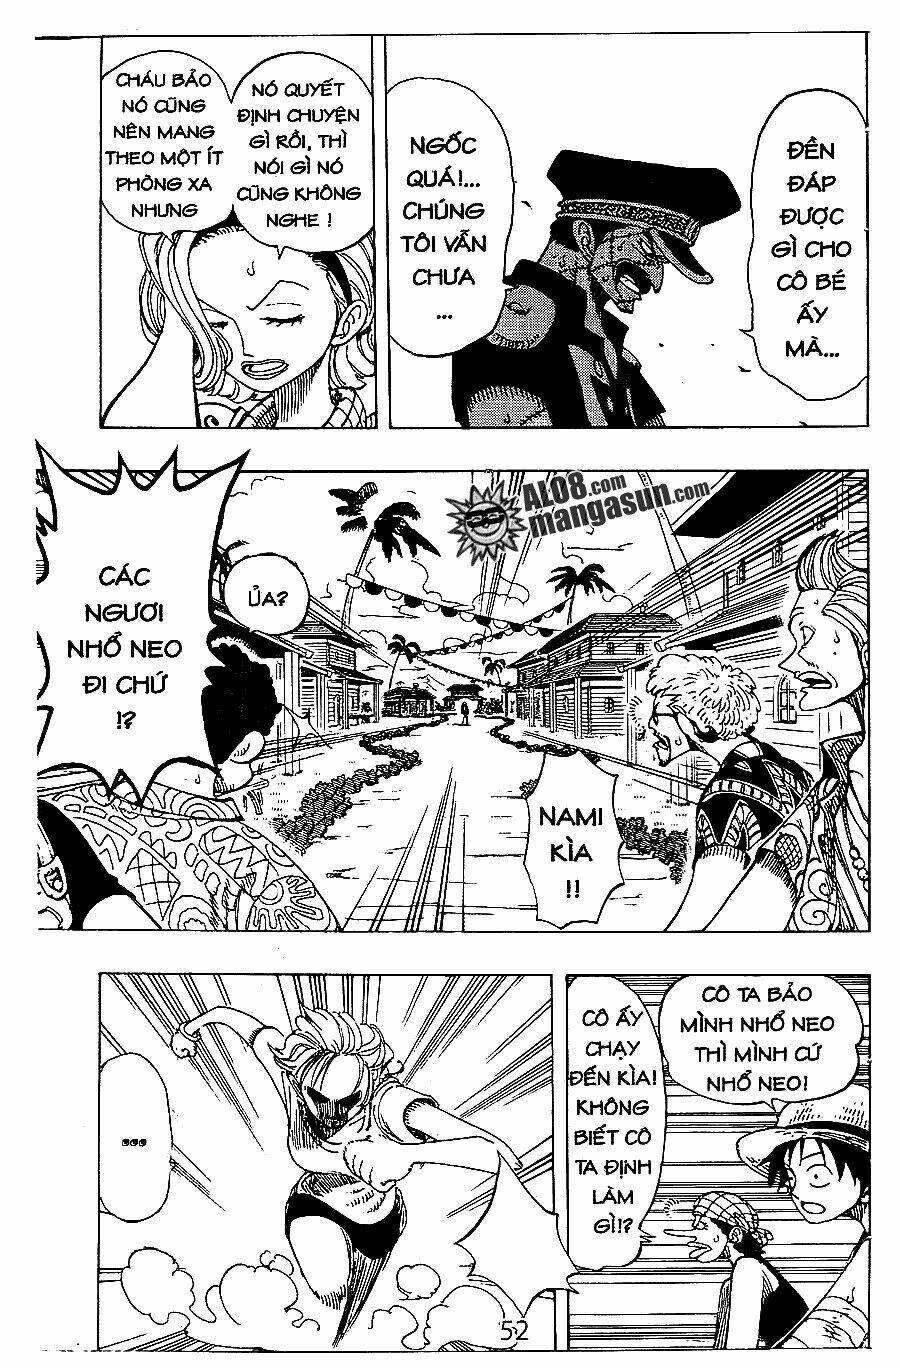 ĐỀN
ĐÁP
ĐƯỢC
GÌ CHO
CÔ BÉ
ẤY
MÀ...
NGỐC
QUÁ!...
CHÚNG
TÔI VẪN
CHƯA
...
NÓ QUYẾT
ĐỊNH CHUYỆN
GÌ RỒI, THÌ
NÓI GÌ NÓ
CŨNG KHÔNG
NGHE !
CHÁU BẢO
NÓ CŨNG
NÊN MANG
THEO MỘT ÍT
PHÒNG XA
NHƯNG
AL08.com
mangasun.com
NAMI
KÌA
!!
ỦA?
CÁC
NGƯƠI
NHỔ NEO
ĐI CHỨ
!?
CÔ TA BẢO
MÌNH NHỔ NEO
THÌ MÌNH CỨ
NHỔ NEO!
CÔ ẤY
CHẠY
ĐẾN KÌA!
KHÔNG
BIẾT CÔ
TA ĐỊNH
LÀM
GÌ!?
...
52